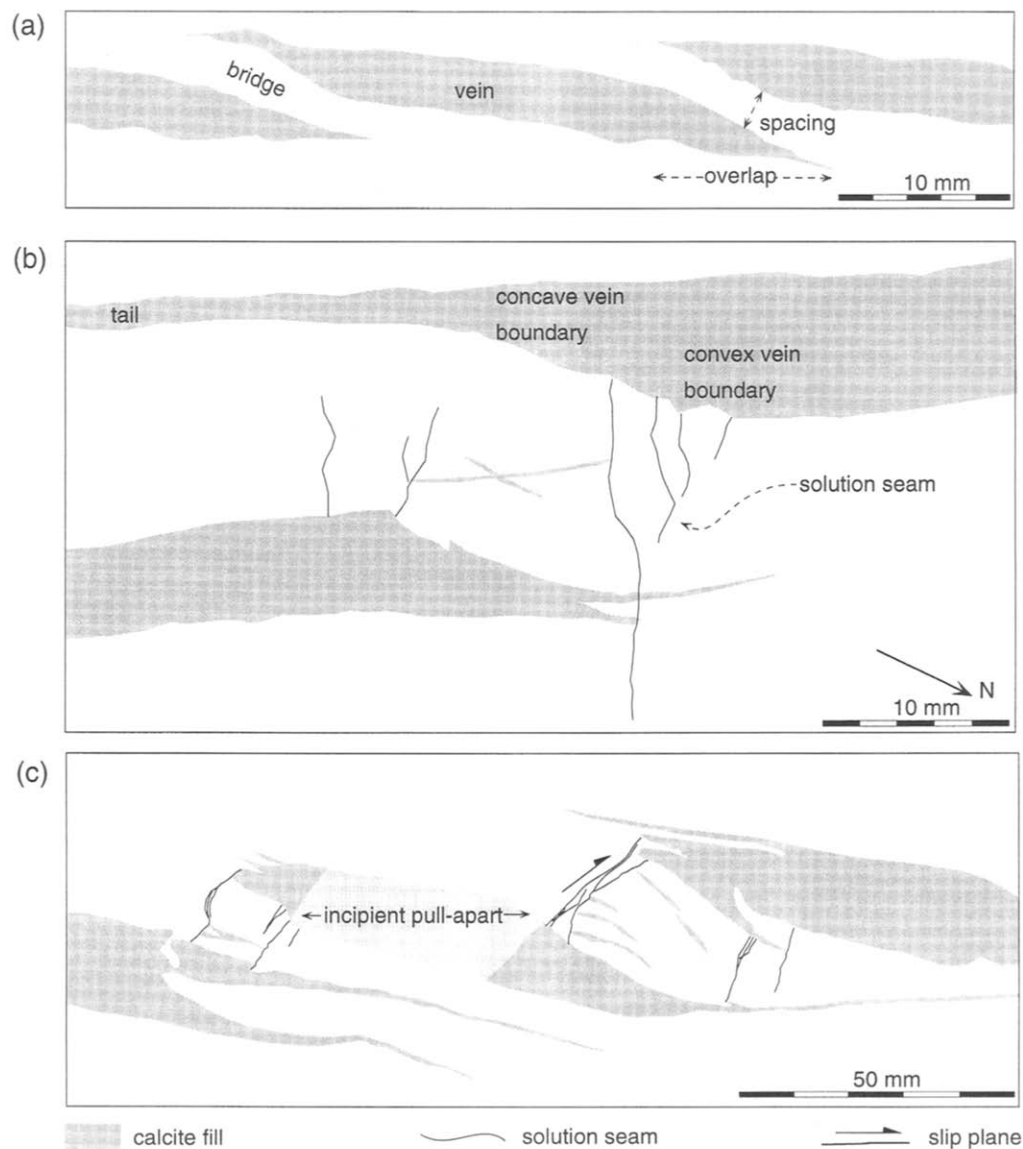 (a)
bridge
vein
spacing
overlap
10 mm
(b)
tail
concave vein
boundary
convex vein
boundary
solution seam
N
10 mm
(c)
incipient pull-apart
50 mm
calcite fill
solution seam
slip plane